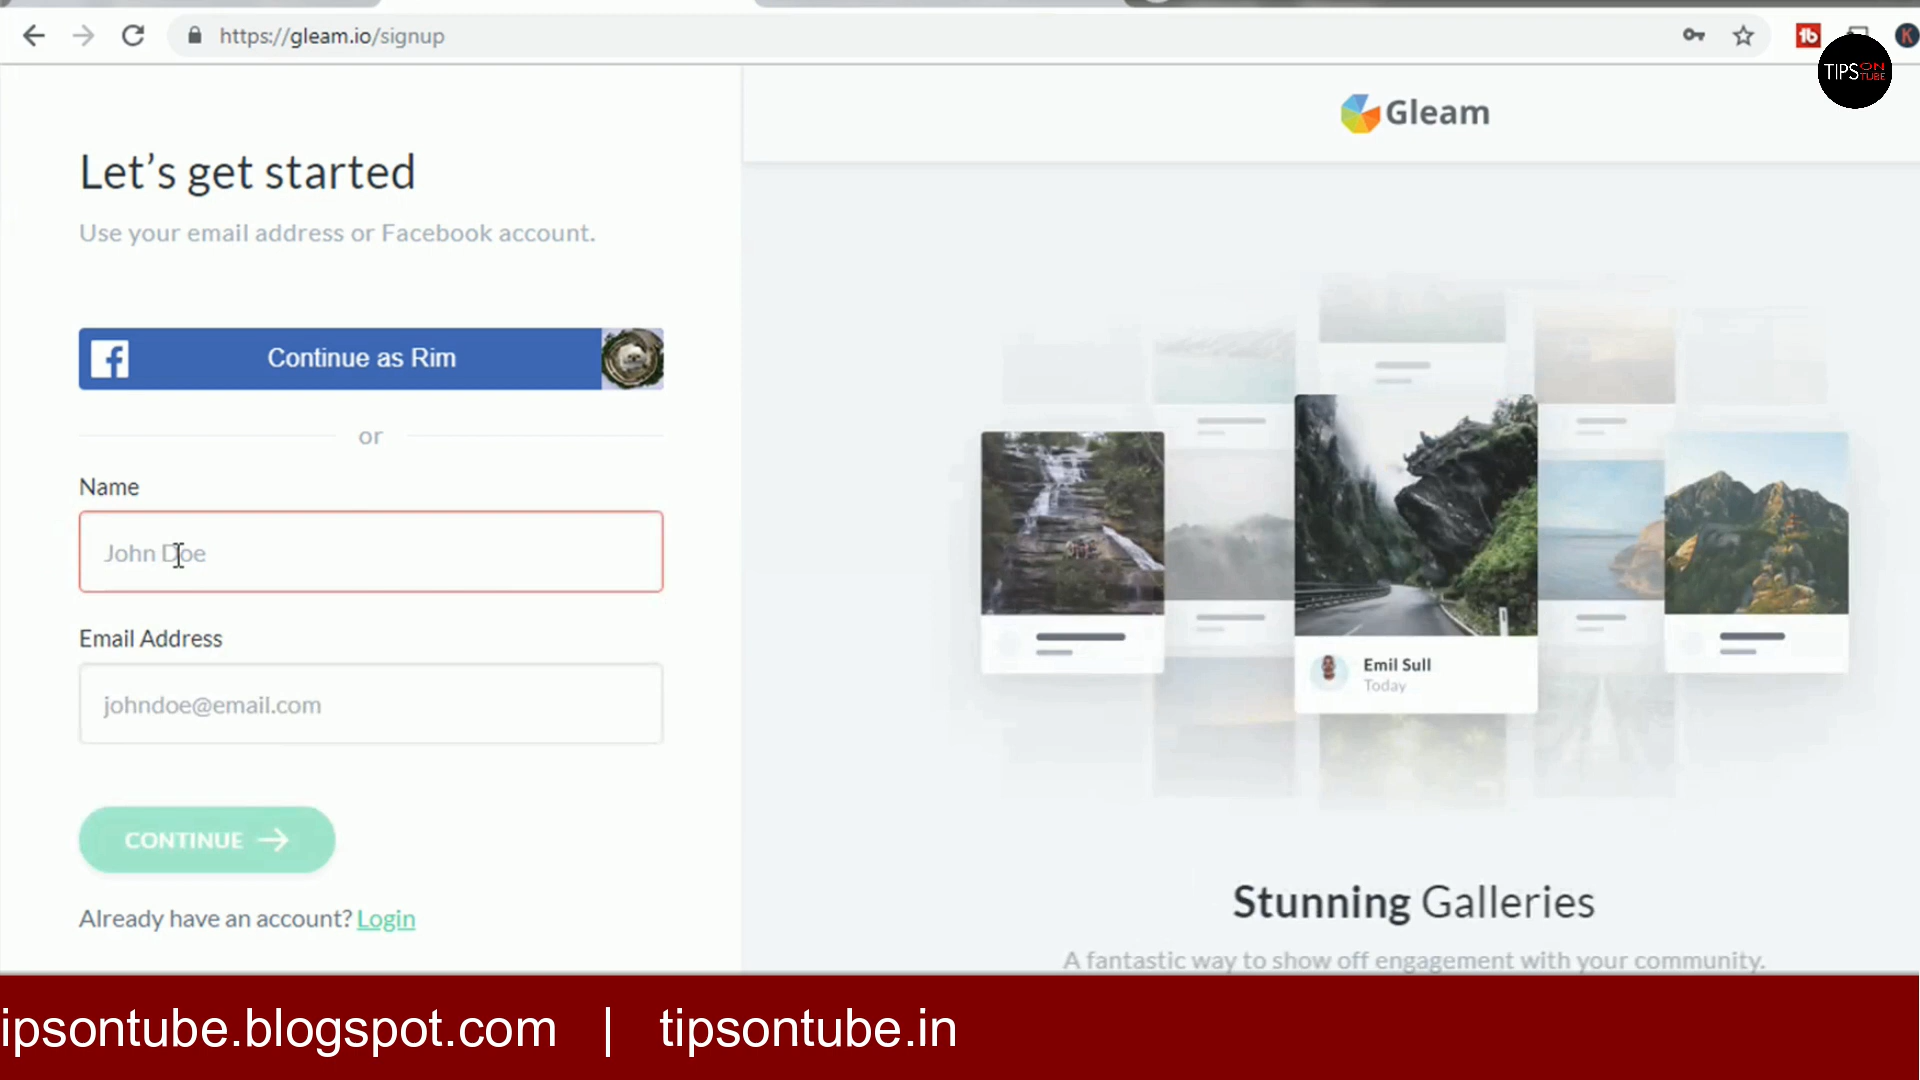 https://gleam.io/signup
TIPS ON TUBE
Gleam
Let's get started
Use your email address or Facebook account.
Continue as Rim
or
Name
John Doe
Email Address
johndoe@email.com
CONTINUE
Already have an account? Login
Emil Sull
Today
Stunning Galleries
A fantastic way to show off engagement with your community.
ipsontube.blogspot.com | tipsontube.in